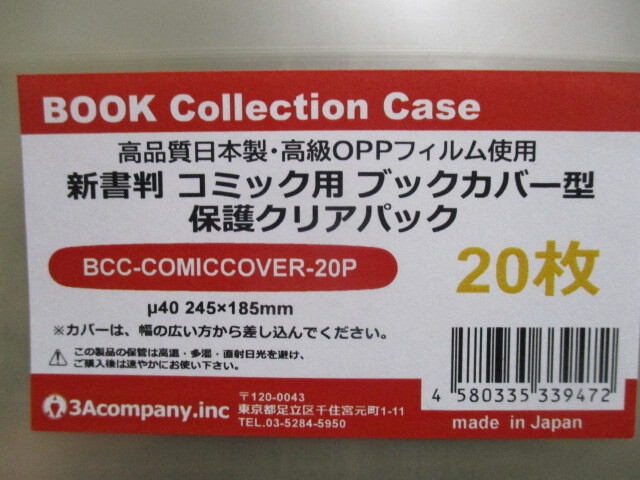 BOOK Collection Case
高品質日本製・高級OPPフィルム使用
新書判 コミック用 ブックカバー型
保護クリアパック
BCC-COMICCOVER-20P
20枚
μ40 245×185mm
※カバーは、幅の広い方から差し込んでください。
この製品の保管は高温・多湿・直射日光を避け、
ご購入後は速やかにお使い下さい。
4 580335 339472
3Acompany.inc
〒120-0043
東京都足立区千住宮元町1-11
TEL.03-5284-5950
made in Japan